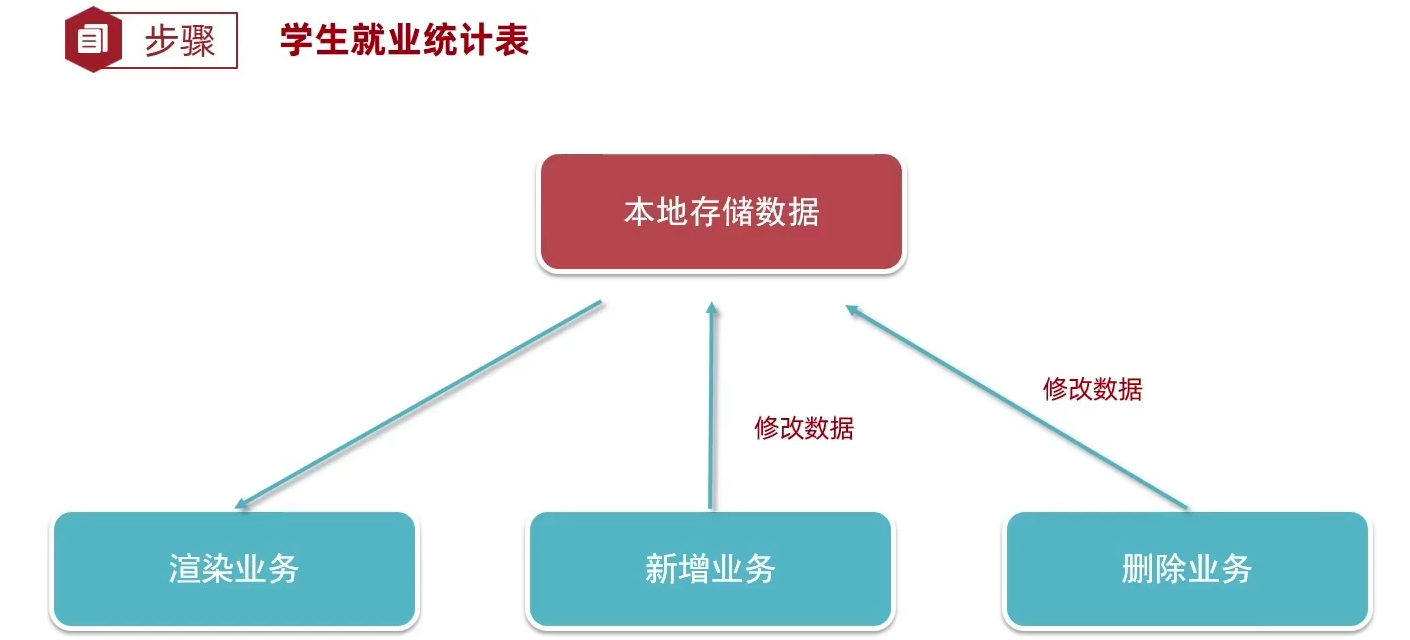 步骤
学生就业统计表
本地存储数据
修改数据
修改数据
渲染业务
新增业务
删除业务